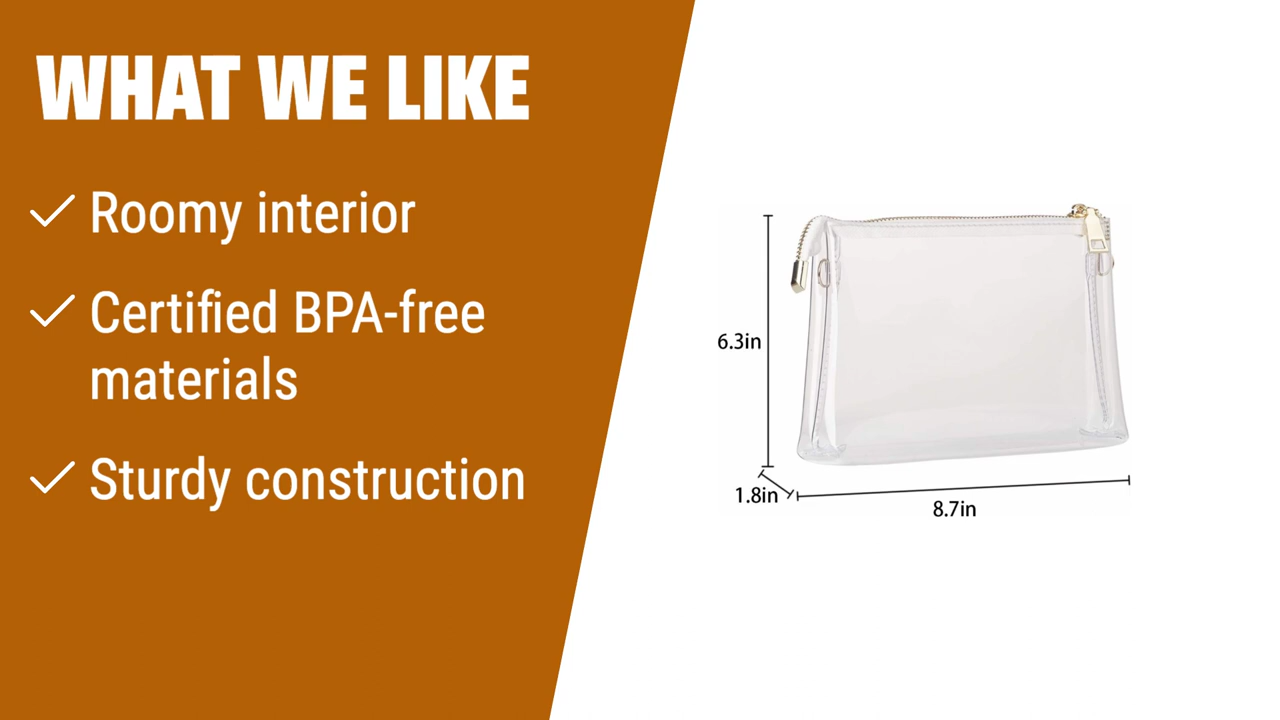 WHAT WE LIKE
Roomy interior
Certified BPA-free
materials
Sturdy construction
6.3in
1.8in
8.7in